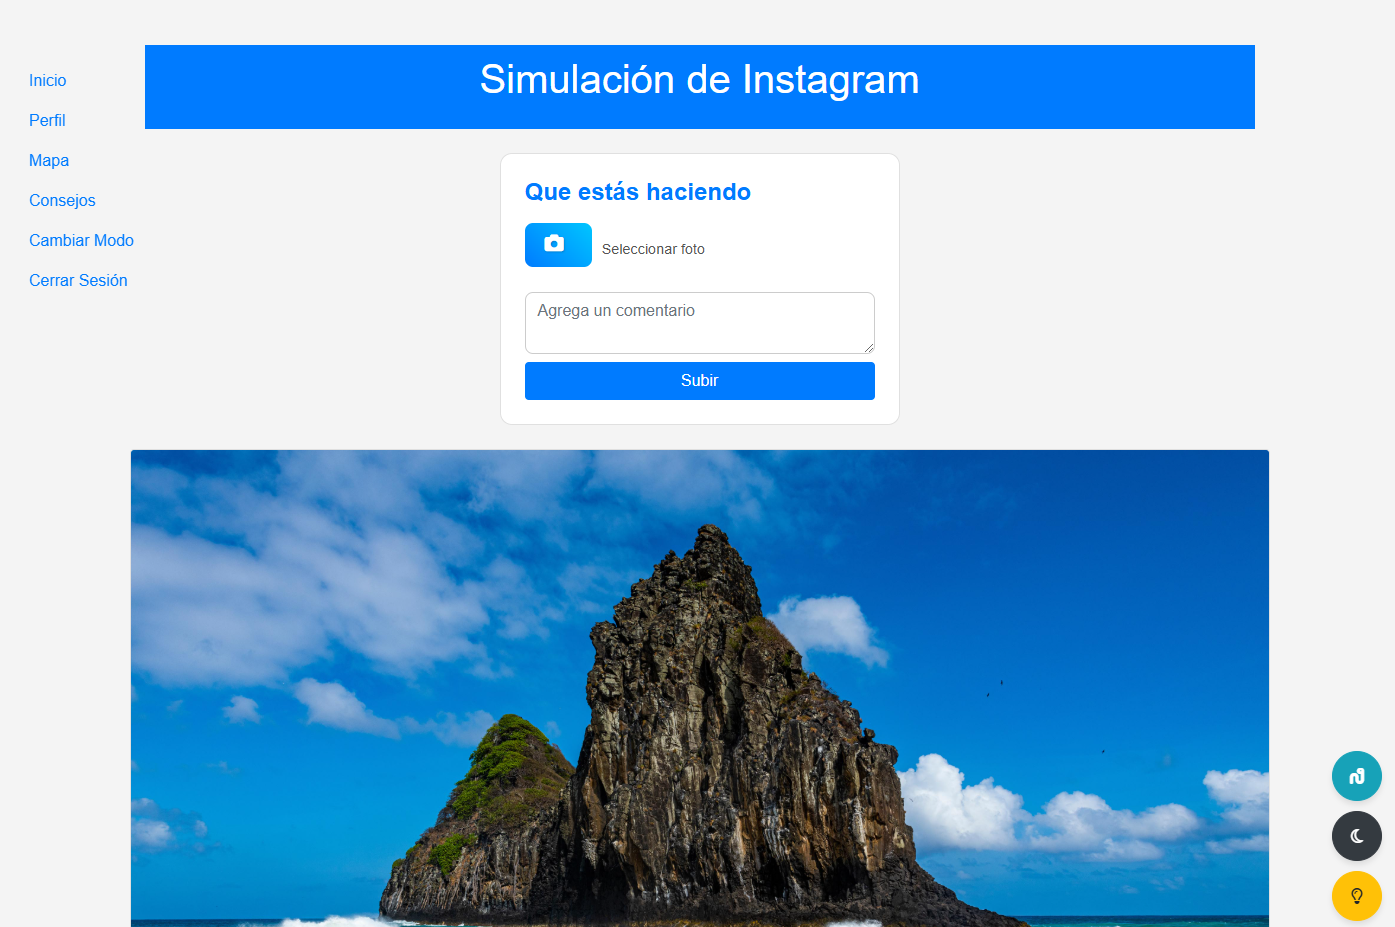 Simulación de Instagram
Inicio
Perfil
Mapa
Consejos
Cambiar Modo
Cerrar Sesión
Que estás haciendo
Seleccionar foto
Agrega un comentario
Subir